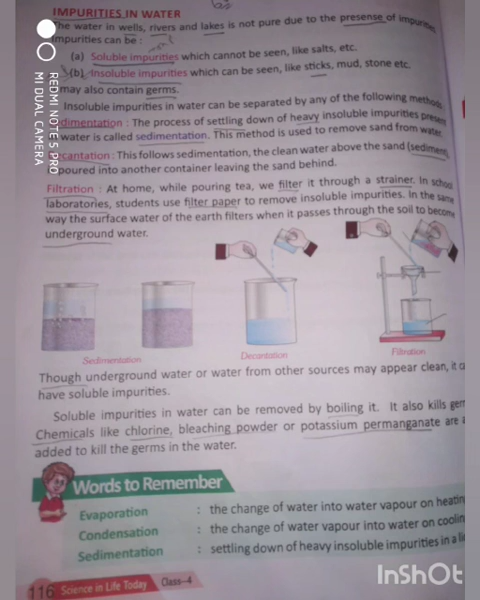 IMPURITIES IN WATER
The water in wells, rivers and lakes is not pure due to the presense of impurities
impurities can be :
(a) Soluble impurities which cannot be seen, like salts, etc.
(b) Insoluble impurities which can be seen, like sticks, mud, stone etc.
may also contain germs.
Insoluble impurities in water can be separated by any of the following methods
dimentation : The process of settling down of heavy insoluble impurities present
water is called sedimentation. This method is used to remove sand from water.
ecantation : This follows sedimentation, the clean water above the sand (sediment
poured into another container leaving the sand behind.
Filtration : At home, while pouring tea, we filter it through a strainer. In school
laboratories, students use filter paper to remove insoluble impurities. In the same
way the surface water of the earth filters when it passes through the soil to become
underground water.
Sedimentation
Decantation
Filtration
Though underground water or water from other sources may appear clean, it ca
have soluble impurities.
Soluble impurities in water can be removed by boiling it. It also kills germ
Chemicals like chlorine, bleaching powder or potassium permanganate are a
added to kill the germs in the water.
Words to Remember
Evaporation : the change of water into water vapour on heatin
Condensation : the change of water vapour into water on coolin
Sedimentation : settling down of heavy insoluble impurities in a li
116 Science in Life Today Class–4
REDMI NOTE 5 PRO
MI DUAL CAMERA
InShOt